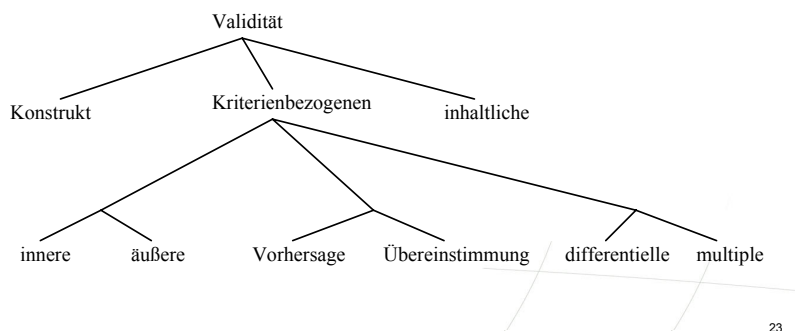 Validität
Konstrukt Kriterienbezogenen inhaltliche
innere äußere Vorhersage Übereinstimmung differentielle multiple
23